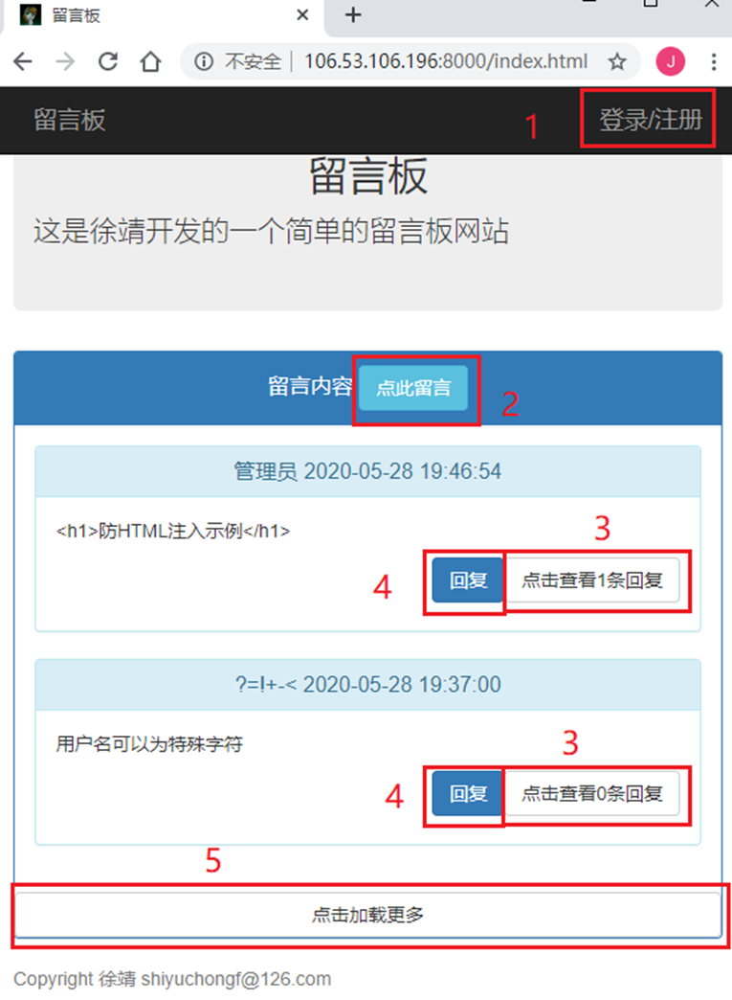 留言板
不安全 106.53.106.196:8000/index.html J
留言板 1 登录/注册
留言板
这是徐靖开发的一个简单的留言板网站
留言内容 点此留言 2
管理员 2020-05-28 19:46:54
<h1>防HTML注入示例</h1>
3
4 回复 点击查看1条回复
?=!+-< 2020-05-28 19:37:00
用户名可以为特殊字符
3
4 回复 点击查看0条回复
5
点击加载更多
Copyright 徐靖 shiyuchongf@126.com